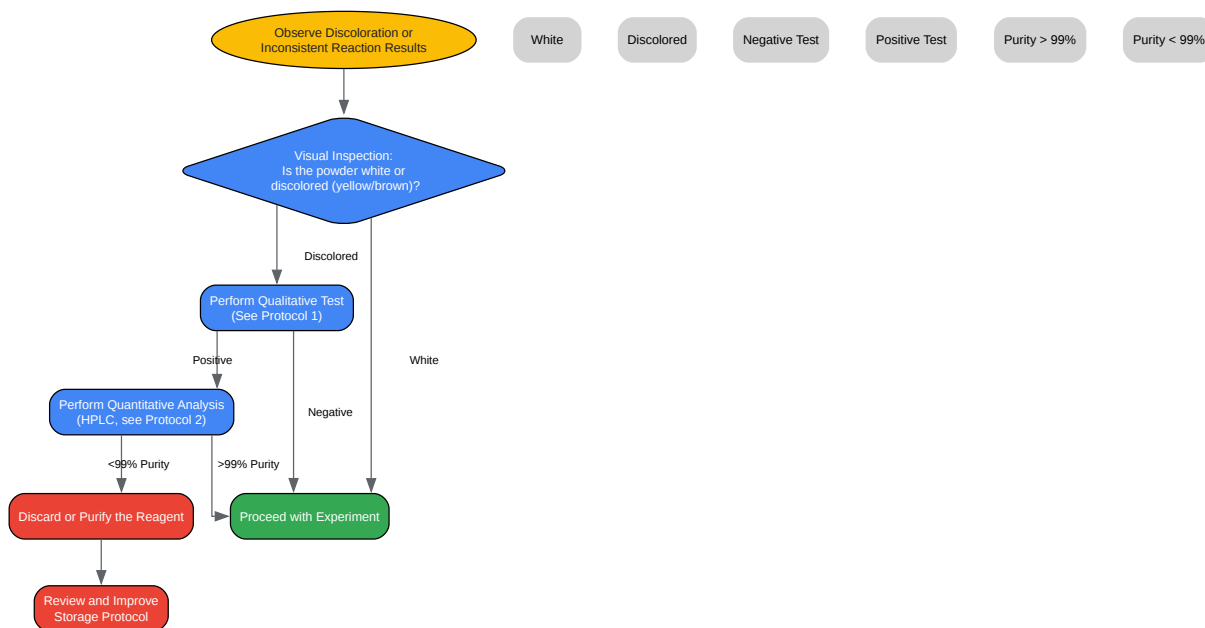 Observe Discoloration or
Inconsistent Reaction Results
White
Discolored
Negative Test
Positive Test
Purity > 99%
Purity < 99%
Visual Inspection:
Is the powder white or
discolored (yellow/brown)?
Discolored
Perform Qualitative Test
(See Protocol 1)
Positive
White
Perform Quantitative Analysis
(HPLC, see Protocol 2)
Negative
<99% Purity
>99% Purity
Discard or Purify the Reagent
Proceed with Experiment
Review and Improve
Storage Protocol